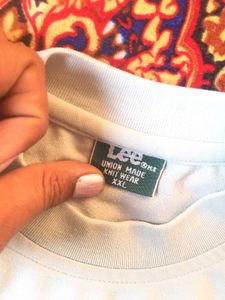 Lee ® M.R.
UNION MADE
KNIT WEAR
XXL